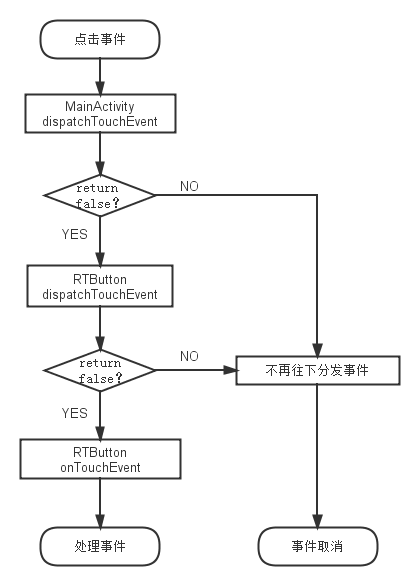 点击事件
MainActivity
dispatchTouchEvent
return
false?
NO
YES
RTButton
dispatchTouchEvent
return
false?
NO
不再往下分发事件
YES
RTButton
onTouchEvent
处理事件
事件取消